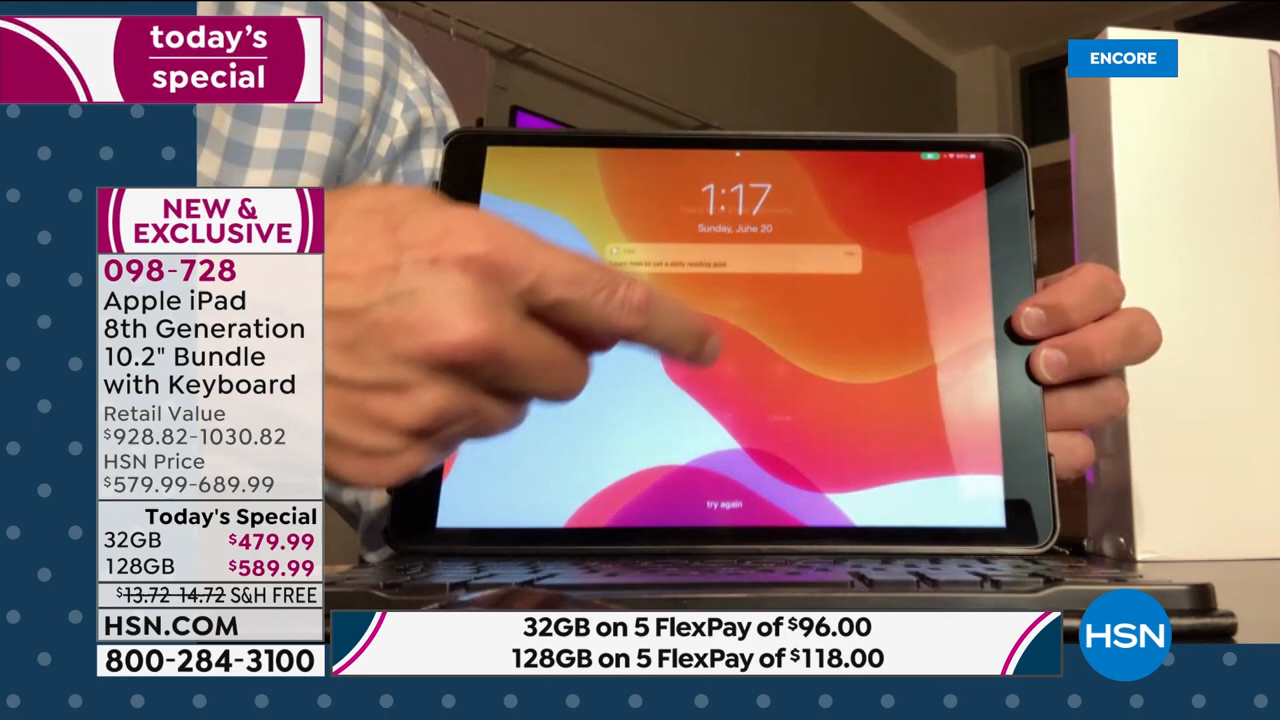 today's
special
ENCORE
NEW &
EXCLUSIVE
098-728
Apple iPad
8th Generation
10.2" Bundle
with Keyboard
Retail Value
$928.82-1030.82
HSN Price
$579.99-689.99
Today's Special
32GB $479.99
128GB $589.99
$13.72-14.72 S&H FREE
HSN.COM
800-284-3100
1:17
Sunday, June 20
try again
32GB on 5 FlexPay of $96.00
128GB on 5 FlexPay of $118.00
HSN